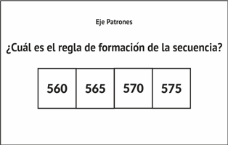 Eje Patrones
¿Cuál es el regla de formación de la secuencia?
560 565 570 575